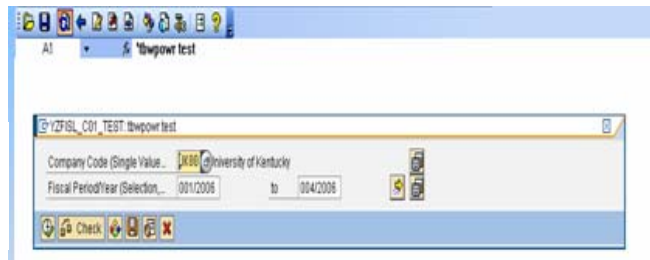 A1 'tbwpowr test
YZFISL_C01_TEST: tbwpowr test
Company Code (Single Value... UK00 University of Kentucky
Fiscal Period/Year (Selection,... 001/2006 to 004/2006
Check